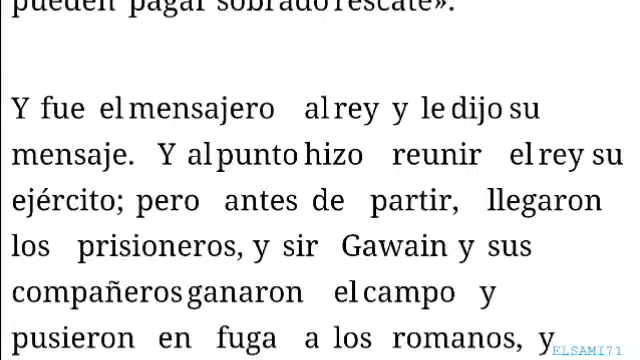 pueden pagar sobrado rescate».
Y fue el mensajero al rey y le dijo su
mensaje. Y al punto hizo reunir el rey su
ejército; pero antes de partir, llegaron
los prisioneros, y sir Gawain y sus
compañeros ganaron el campo y
pusieron en fuga a los romanos, y
ELSAMI71